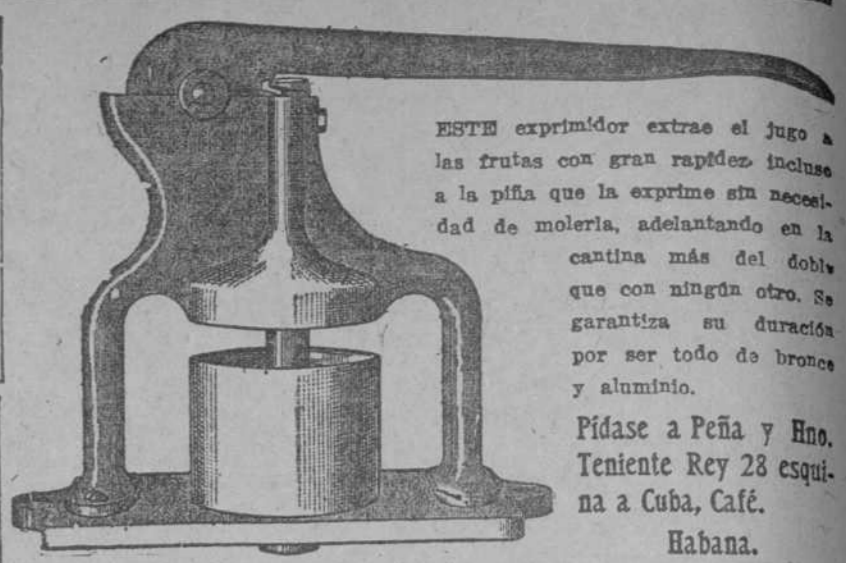 ESTE exprimidor extrae el jugo a
las frutas con gran rapidez incluso
a la piña que la exprime sin necesi-
dad de molerla, adelantando en la
cantina más del doble
que con ningún otro. Se
garantiza su duración
por ser todo de bronce
y aluminio.
Pídase a Peña y Hno.
Teniente Rey 28 esqui-
na a Cuba, Café.
Habana.